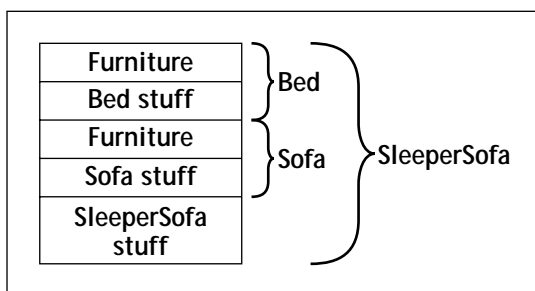 Furniture
Bed stuff
Furniture
Sofa stuff
SleeperSofa
stuff
Bed
Sofa
SleeperSofa